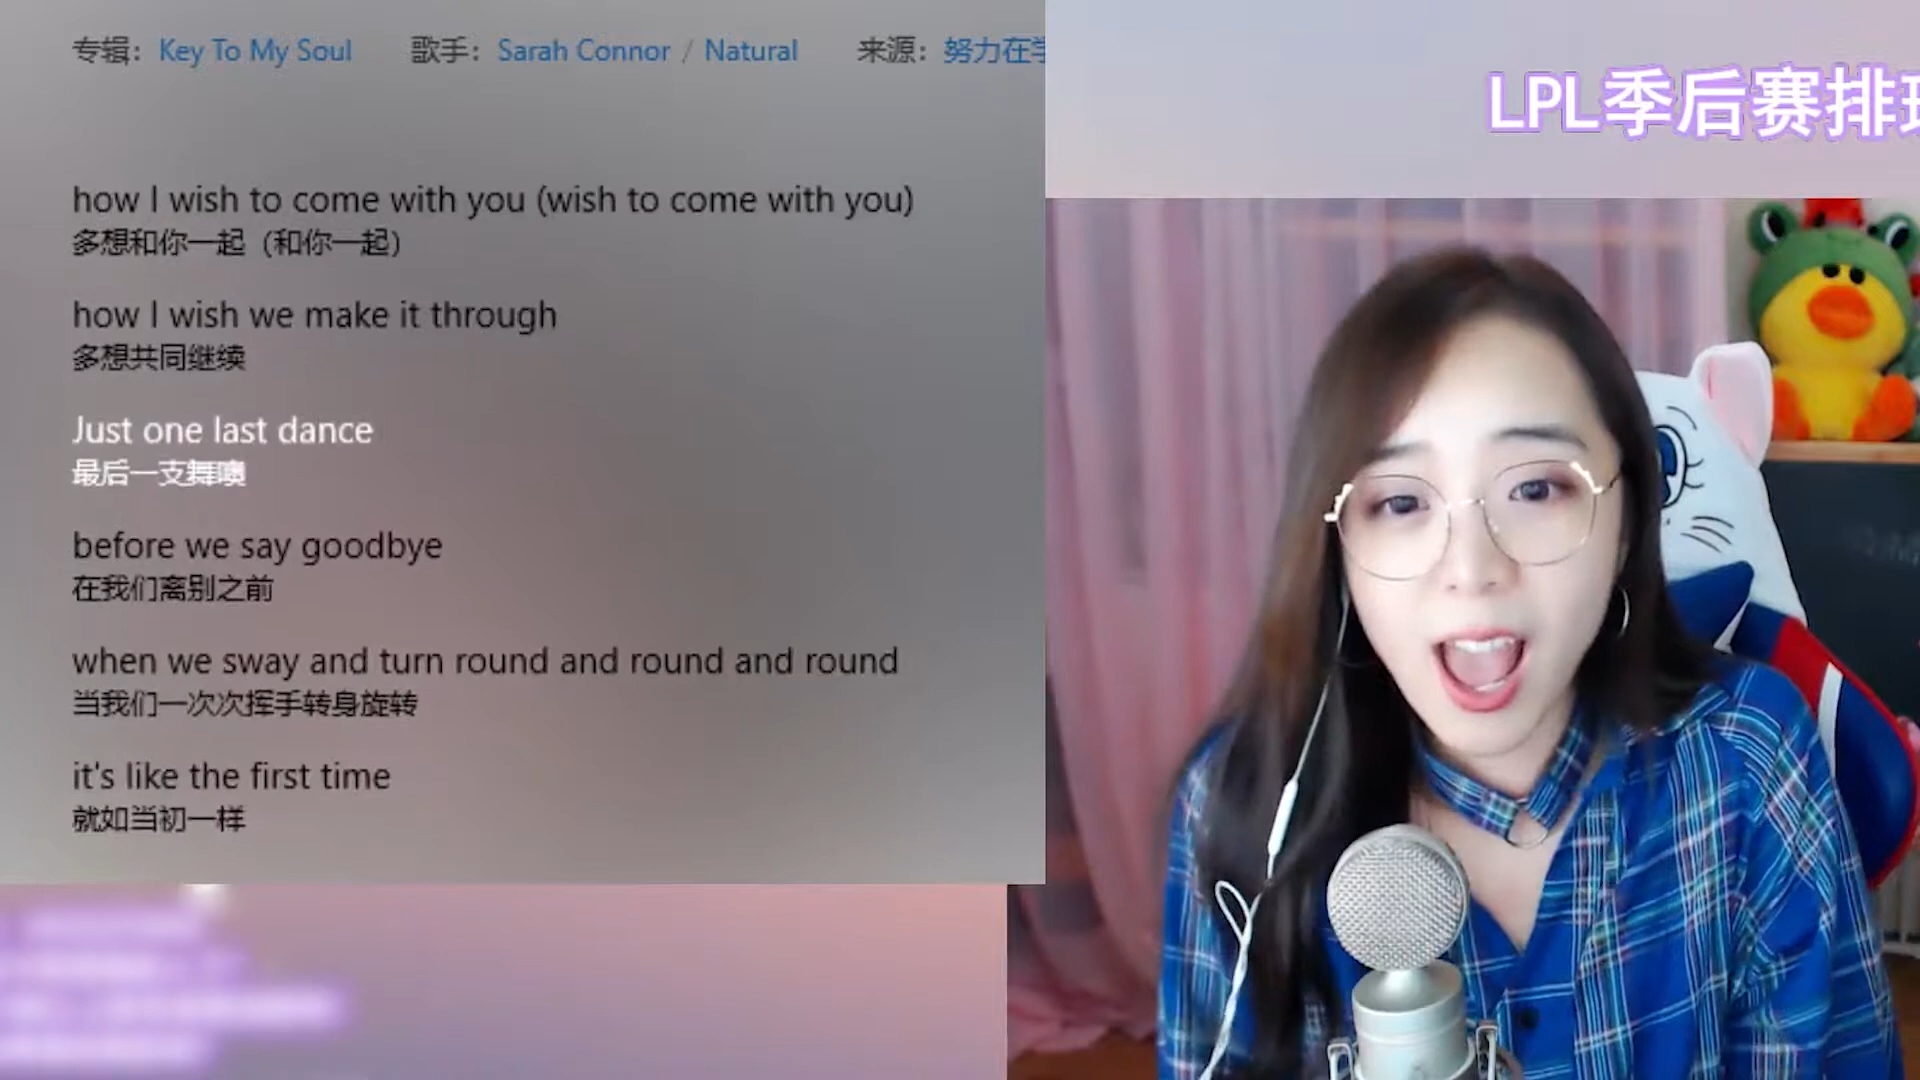 专辑：Key To My Soul 歌手：Sarah Connor / Natural 来源：努力在学
LPL季后赛排现
how I wish to come with you (wish to come with you)
多想和你一起（和你一起）
how I wish we make it through
多想共同继续
Just one last dance
最后一支舞噢
before we say goodbye
在我们离别之前
when we sway and turn round and round and round
当我们一次次挥手转身旋转
it's like the first time
就如当初一样